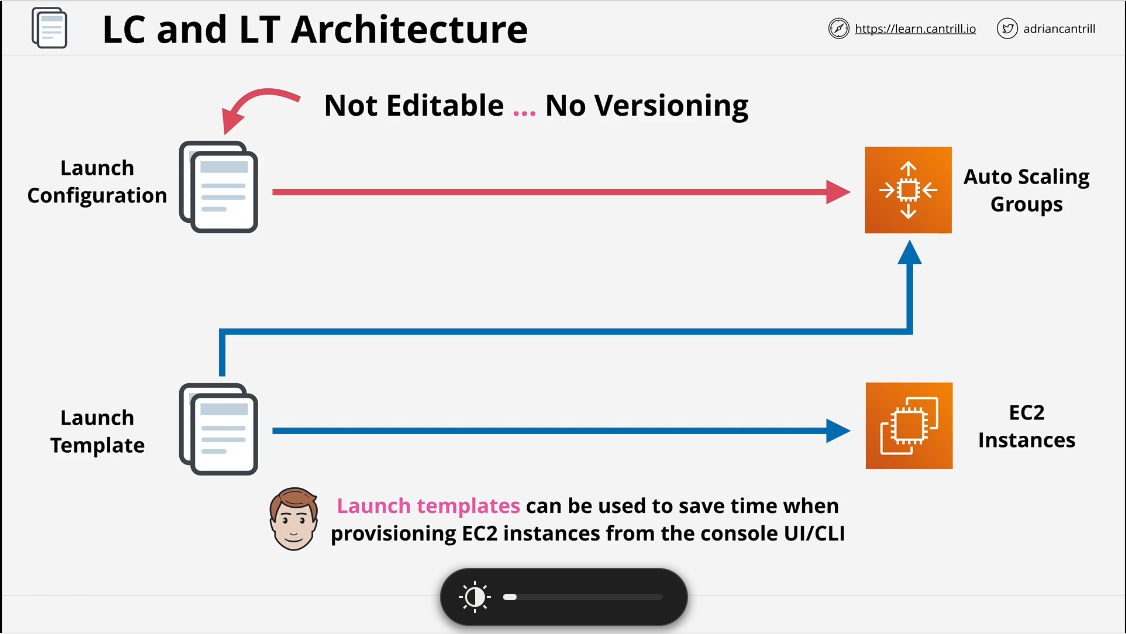 LC and LT Architecture
https://learn.cantrill.io
adriancantrill
Not Editable ... No Versioning
Launch
Configuration
Auto Scaling
Groups
Launch
Template
EC2
Instances
Launch templates can be used to save time when
provisioning EC2 instances from the console UI/CLI